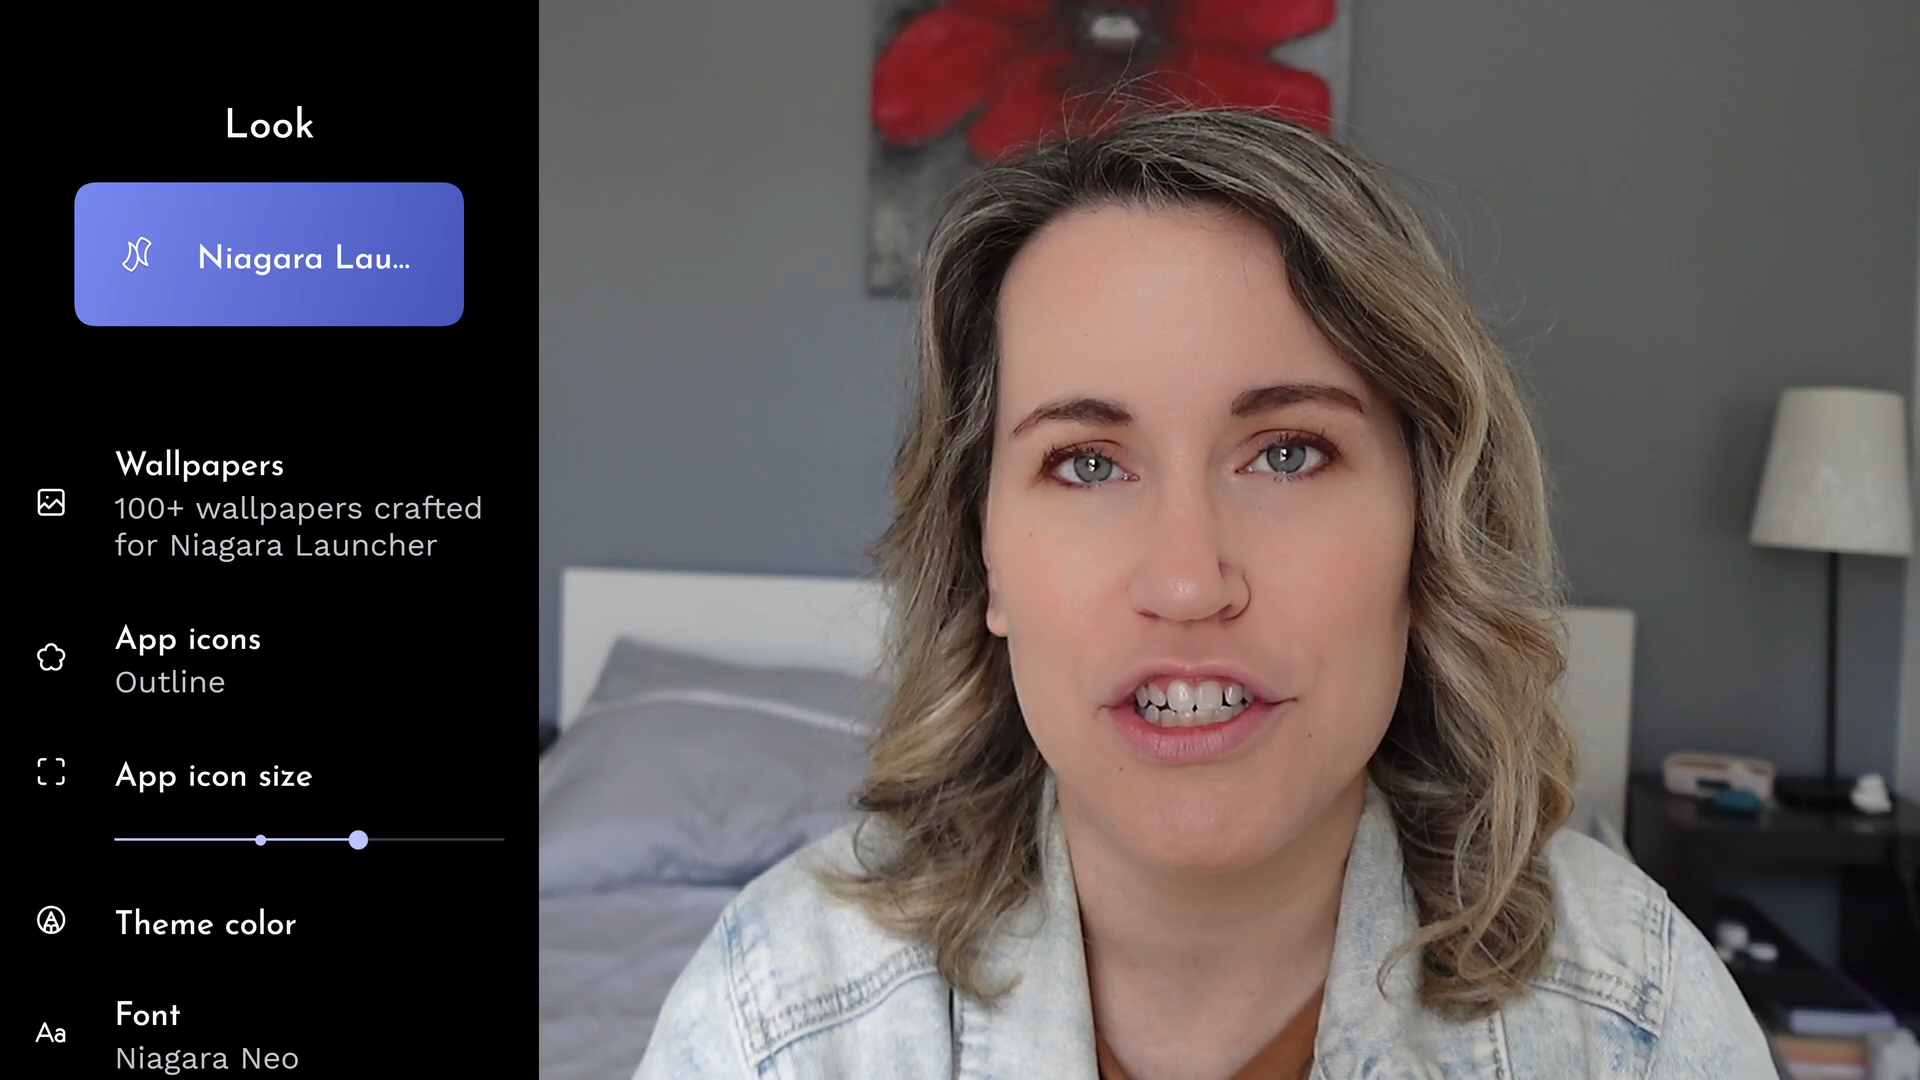 Look
Niagara Lau...
Wallpapers
100+ wallpapers crafted
for Niagara Launcher
App icons
Outline
App icon size
Theme color
Font
Aa
Niagara Neo